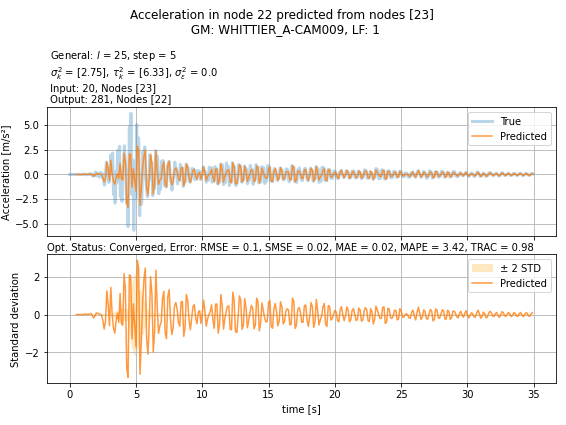 Acceleration in node 22 predicted from nodes [23]
GM: WHITTIER_A-CAM009, LF: 1
General: l = 25, step = 5
σ²ₖ = [2.75], τ²ₖ = [6.33], σ²ε = 0.0
Input: 20, Nodes [23]
Output: 281, Nodes [22]
Acceleration [m/s²]
5.0
2.5
0.0
−2.5
−5.0
True
Predicted
Opt. Status: Converged, Error: RMSE = 0.1, SMSE = 0.02, MAE = 0.02, MAPE = 3.42, TRAC = 0.98
Standard deviation
2
0
−2
± 2 STD
Predicted
0 5 10 15 20 25 30 35
time [s]